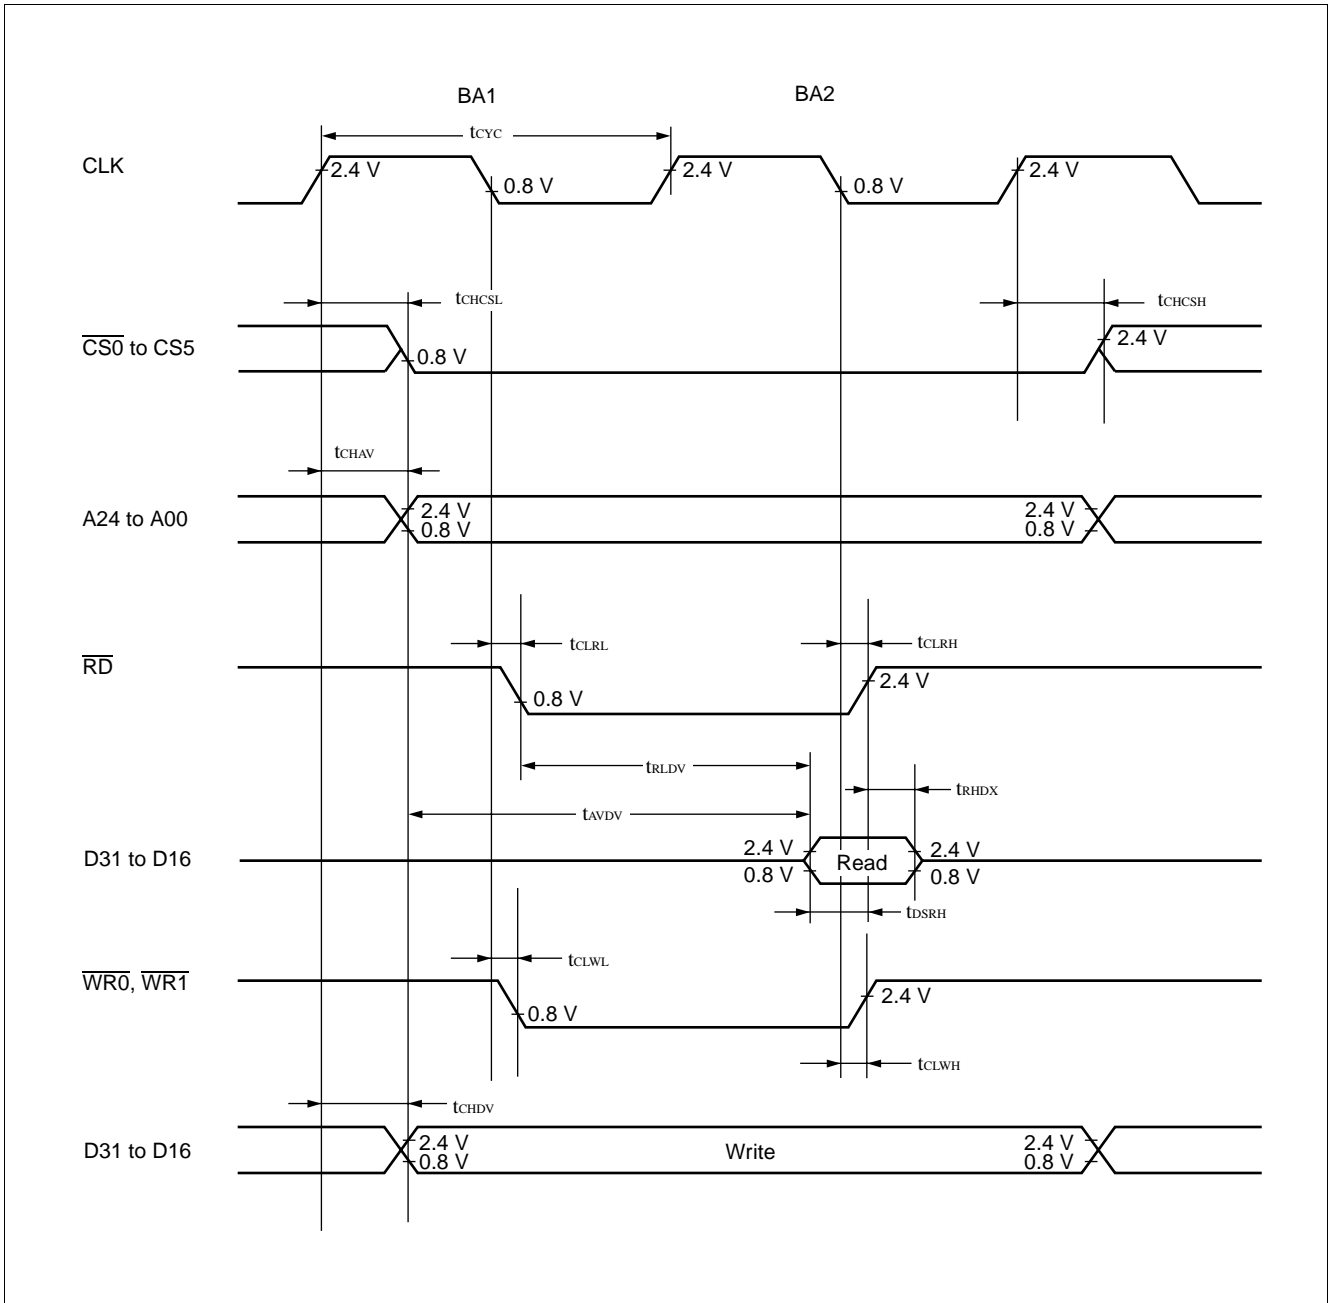 BA1 BA2
tCYC
CLK 2.4 V 0.8 V 2.4 V 0.8 V 2.4 V
tCHCSL tCHCSH
CS0 to CS5 0.8 V 2.4 V
tCHAV
A24 to A00 2.4 V 2.4 V
0.8 V 0.8 V
tCLRL tCLRH
RD 0.8 V 2.4 V
tRLDV
tRHDX
tAVDV
D31 to D16 2.4 V Read 2.4 V
0.8 V 0.8 V
tDSRH
tCLWL
WR0, WR1 0.8 V 2.4 V
tCLWH
tCHDV
D31 to D16 2.4 V Write 2.4 V
0.8 V 0.8 V